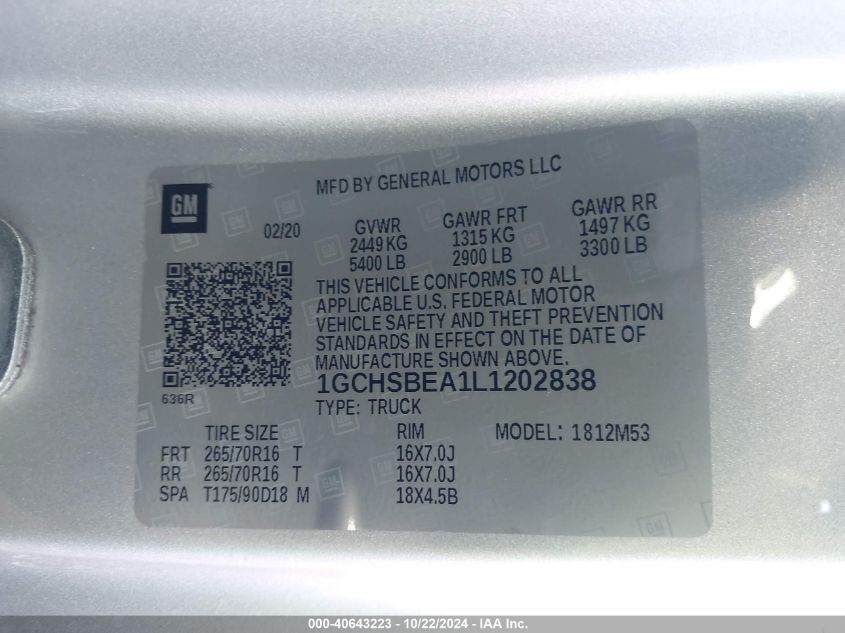 MFD BY GENERAL MOTORS LLC
GM
02/20
GVWR GAWR FRT GAWR RR
2449 KG 1315 KG 1497 KG
5400 LB 2900 LB 3300 LB
THIS VEHICLE CONFORMS TO ALL
APPLICABLE U.S. FEDERAL MOTOR
VEHICLE SAFETY AND THEFT PREVENTION
STANDARDS IN EFFECT ON THE DATE OF
MANUFACTURE SHOWN ABOVE.
636R
1GCHSBEA1L1202838
TYPE: TRUCK
TIRE SIZE RIM MODEL: 1812M53
FRT 265/70R16 T 16X7.0J
RR 265/70R16 T 16X7.0J
SPA T175/90D18 M 18X4.5B
000-40643223 - 10/22/2024 - IAA Inc.